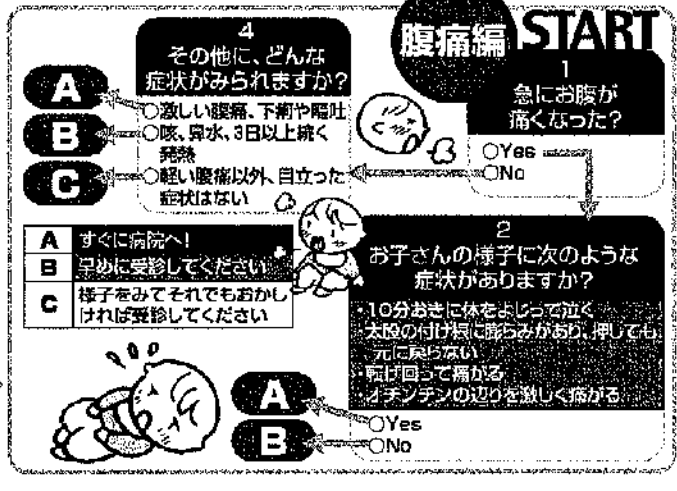 腹痛編 START
1
急にお腹が
痛くなった?
○Yes
○No
2
お子さんの様子に次のような
症状がありますか?
・10分おきに体をよじって泣く
・太股の付け根に膨らみがあり、押しても
元に戻らない
・転げ回って痛がる
・オチンチンの辺りを激しく痛がる
○Yes
○No
A
B
4
その他に、どんな
症状がみられますか?
○激しい腹痛、下痢や嘔吐
○咳、鼻水、3日以上続く
発熱
○軽い腹痛以外、目立った
症状はない
A
B
C
A すぐに病院へ!
B 早めに受診してください
C 様子をみてそれでもおかし
ければ受診してください